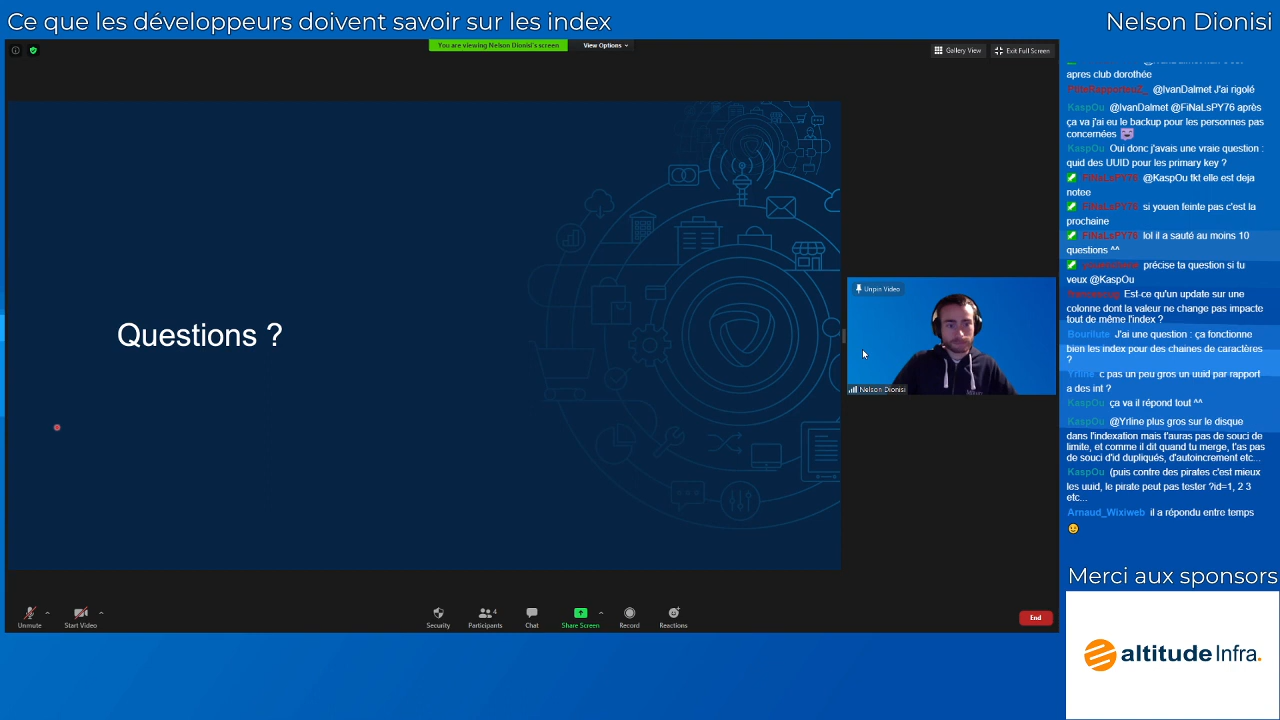 Ce que les développeurs doivent savoir sur les index
Nelson Dionisi
You are viewing Nelson Dionisi's screen
View Options
Gallery View
Exit Full Screen
Questions ?
Unpin Video
Nelson Dionisi
Unmute
Start Video
Security
4
Participants
Chat
Share Screen
Record
Reactions
End
apres club dorothée
@IvanDalmet J'ai rigolé
KaspOu @IvanDalmet @FiNaLsPY76 après
ça va j'ai eu le backup pour les personnes pas
concernées
KaspOu Oui donc j'avais une vraie question :
quid des UUID pour les primary key ?
FiNaLsPY76 @KaspOu tkt elle est deja
notee
FiNaLsPY76 si youen feinte pas c'est la
prochaine
FiNaLsPY76 lol il a sauté au moins 10
questions ^^
précise ta question si tu
veux @KaspOu
Est-ce qu'un update sur une
colonne dont la valeur ne change pas impacte
tout de même l'index ?
Bourilute J'ai une question : ça fonctionne
bien les index pour des chaines de caractères
?
Yrline c pas un peu gros un uuid par rapport
a des int ?
KaspOu ça va il répond tout ^^
KaspOu @Yrline plus gros sur le disque
dans l'indexation mais t'auras pas de souci de
limite, et comme il dit quand tu merge, t'as pas
de souci d'id dupliqués, d'autoincrement etc...
KaspOu (puis contre des pirates c'est mieux
les uuid, le pirate peut pas tester ?id=1, 2 3
etc...
Arnaud_Wixiweb il a répondu entre temps
Merci aux sponsors
altitude Infra.